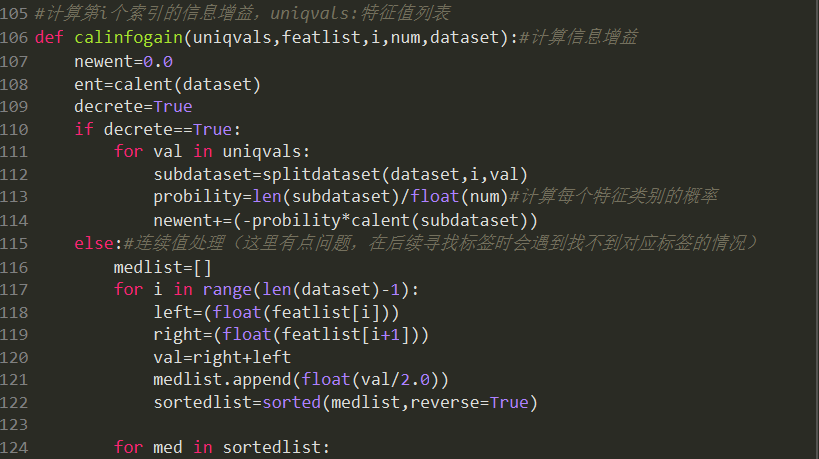 105 #计算第i个索引的信息增益，uniqvals:特征值列表
106 def calinfogain(uniqvals,featlist,i,num,dataset):#计算信息增益
107     newent=0.0
108     ent=calent(dataset)
109     decrete=True
110     if decrete==True:
111         for val in uniqvals:
112             subdataset=splitdataset(dataset,i,val)
113             probility=len(subdataset)/float(num)#计算每个特征类别的概率
114             newent+=(-probility*calent(subdataset))
115     else:#连续值处理（这里有点问题，在后续寻找标签时会遇到找不到对应标签的情况）
116         medlist=[]
117         for i in range(len(dataset)-1):
118             left=(float(featlist[i]))
119             right=(float(featlist[i+1]))
120             val=right+left
121             medlist.append(float(val/2.0))
122             sortedlist=sorted(medlist,reverse=True)
123
124         for med in sortedlist: